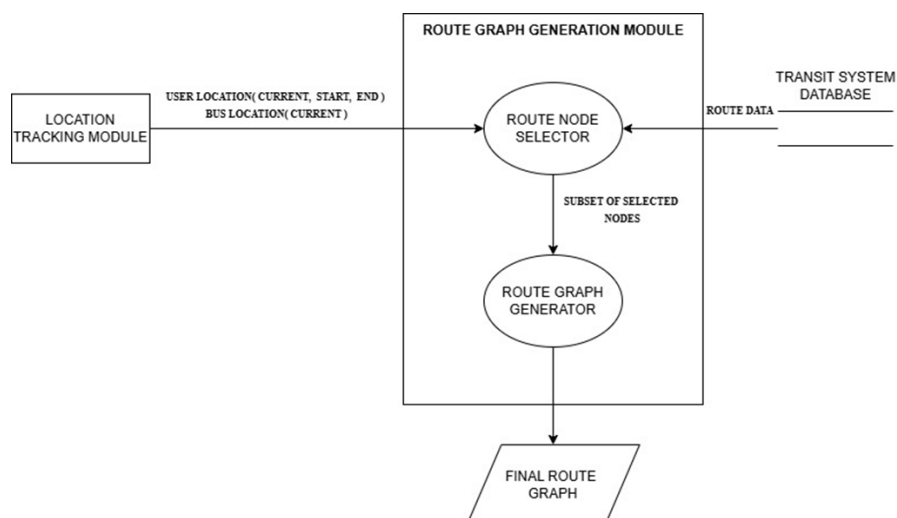 ROUTE GRAPH GENERATION MODULE
USER LOCATION( CURRENT, START, END )
BUS LOCATION( CURRENT )
LOCATION
TRACKING MODULE
ROUTE NODE
SELECTOR
ROUTE DATA
TRANSIT SYSTEM
DATABASE
SUBSET OF SELECTED
NODES
ROUTE GRAPH
GENERATOR
FINAL ROUTE
GRAPH